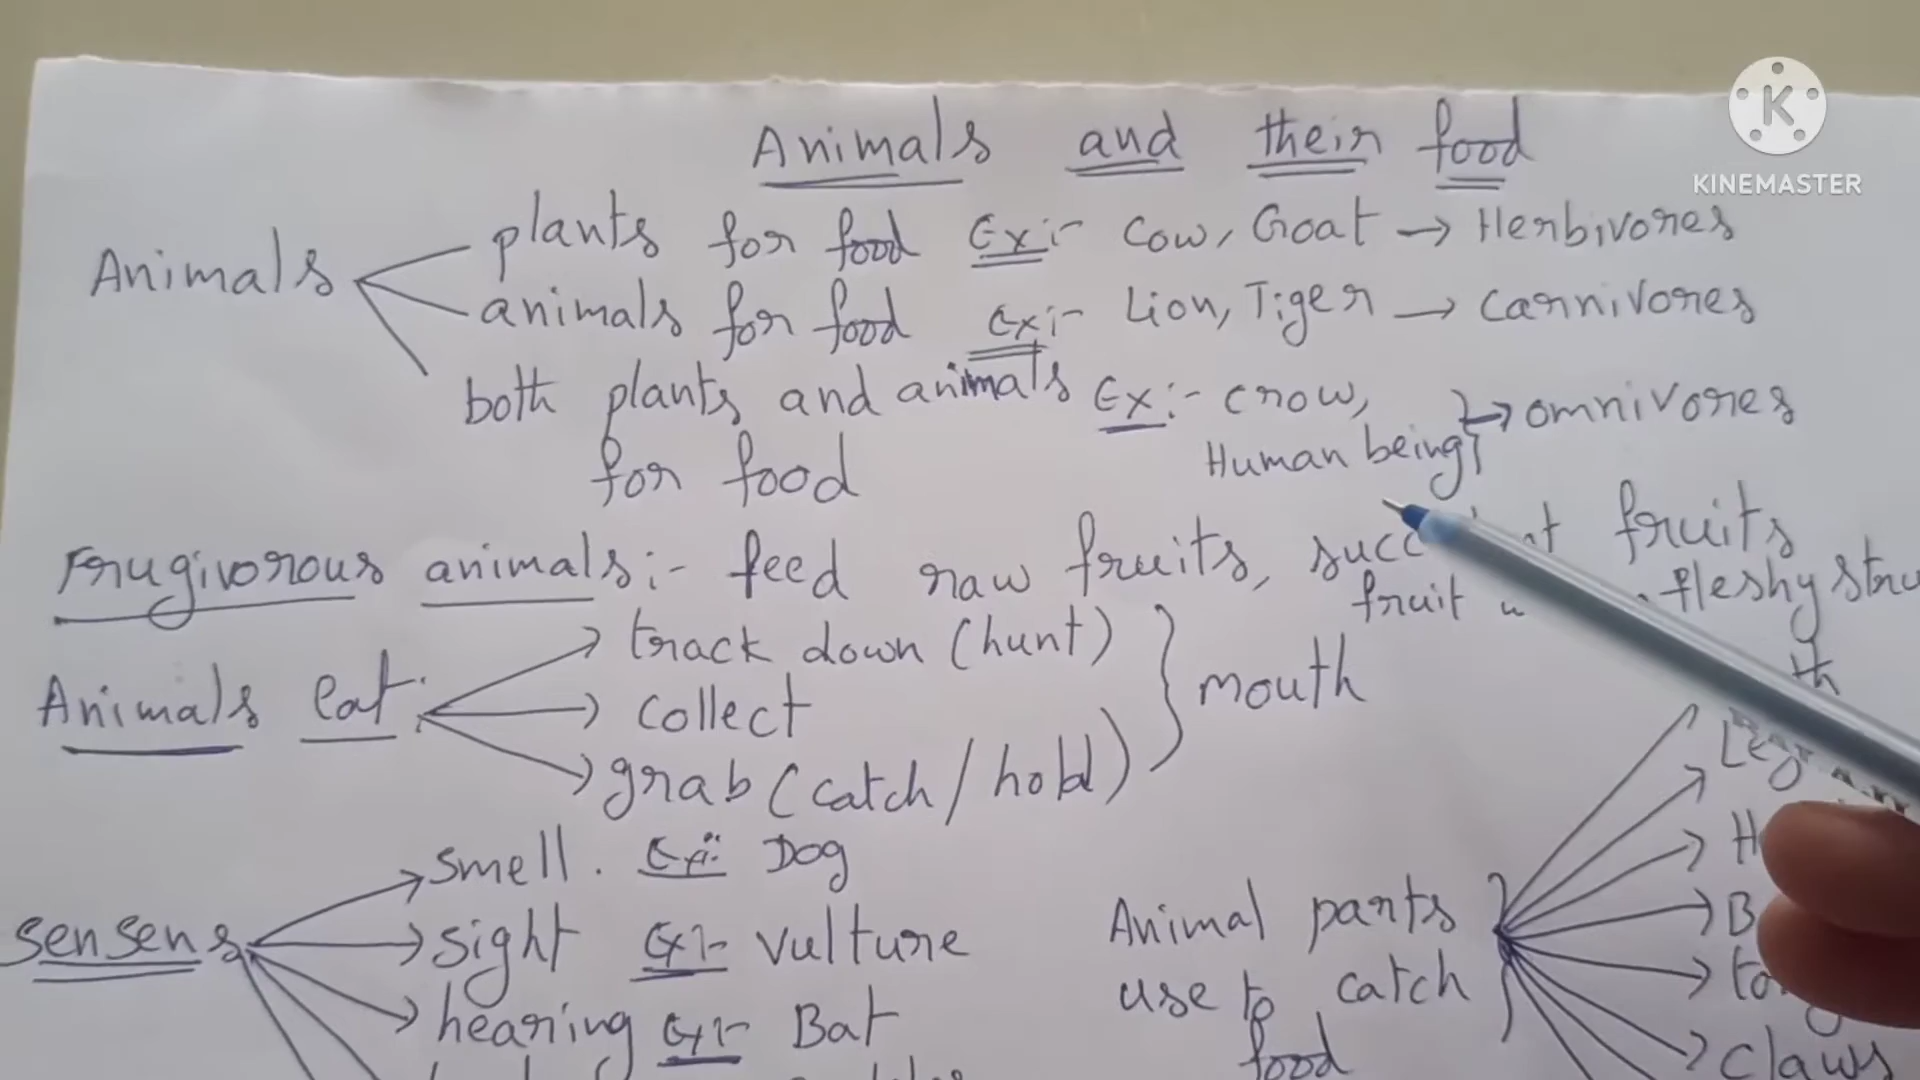 KINEMASTER
Animals and their food
Animals
plants for food Ex:- Cow, Goat → Herbivores
animals for food Ex:- Lion, Tiger → Carnivores
both plants and animals Ex:- crow,
for food
Human being} → omnivores
Frugivorous animals:- feed raw fruits, fruits
fruit fleshy
Animals eat
→ track down (hunt)
→ collect
→ grab (catch/hold)
} mouth
Sensens
→ smell. Ex:- Dog
→ sight Ex:- Vulture
→ hearing Ex:- Bat
Animal parts
use to catch
food
→ claws